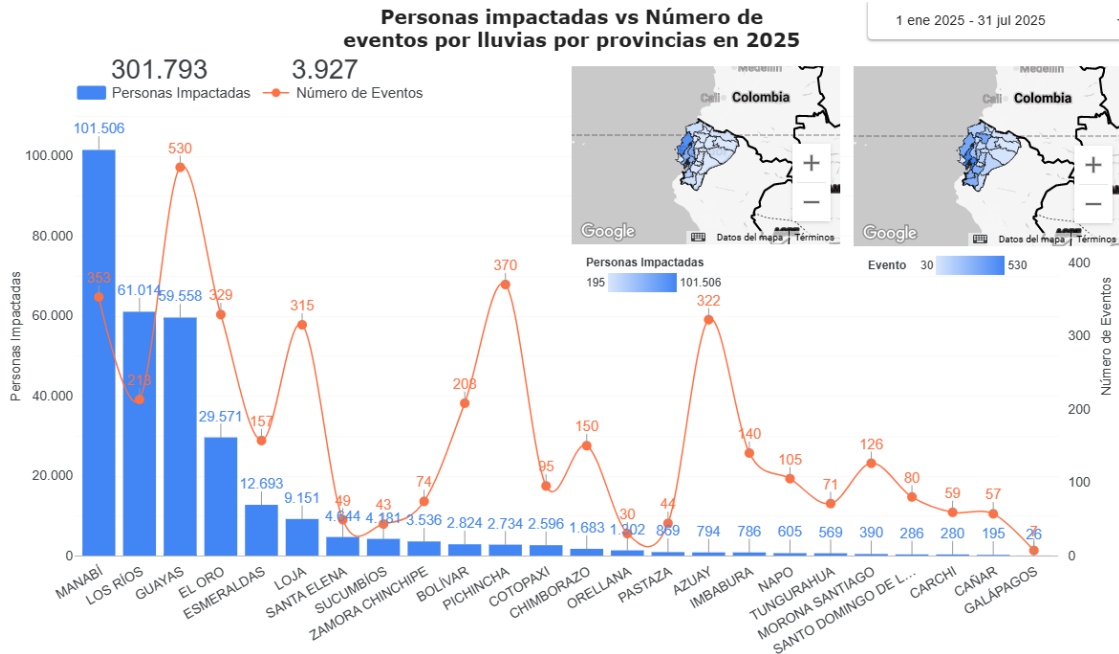 Personas impactadas vs Número de
eventos por lluvias por provincias en 2025
1 ene 2025 - 31 jul 2025
301.793
3.927
Personas Impactadas
Número de Eventos
Medellín
Cali
Colombia
Google
Datos del mapa
Términos
Medellín
Cali
Colombia
Google
Datos del mapa
Términos
Personas Impactadas
195
101.506
Evento
30
530
Personas Impactadas
100.000
80.000
60.000
40.000
20.000
0
Número de Eventos
400
300
200
100
0
101.506
61.014
59.558
29.571
12.693
9.151
4.644
4.181
3.536
2.824
2.734
2.596
1.683
1.202
869
794
786
605
569
390
286
280
195
26
353
213
530
329
157
315
49
43
74
208
370
95
150
30
44
322
140
105
71
126
80
59
57
7
MANABÍ
LOS RÍOS
GUAYAS
EL ORO
ESMERALDAS
LOJA
SANTA ELENA
SUCUMBÍOS
ZAMORA CHINCHIPE
BOLÍVAR
PICHINCHA
COTOPAXI
CHIMBORAZO
ORELLANA
PASTAZA
AZUAY
IMBABURA
NAPO
TUNGURAHUA
MORONA SANTIAGO
SANTO DOMINGO DE L...
CARCHI
CAÑAR
GALÁPAGOS